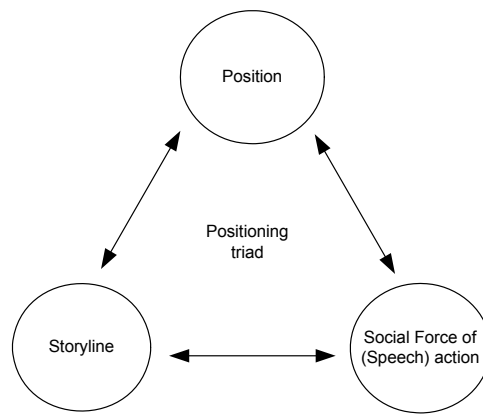 Position
Positioning
triad
Storyline
Social Force of
(Speech) action